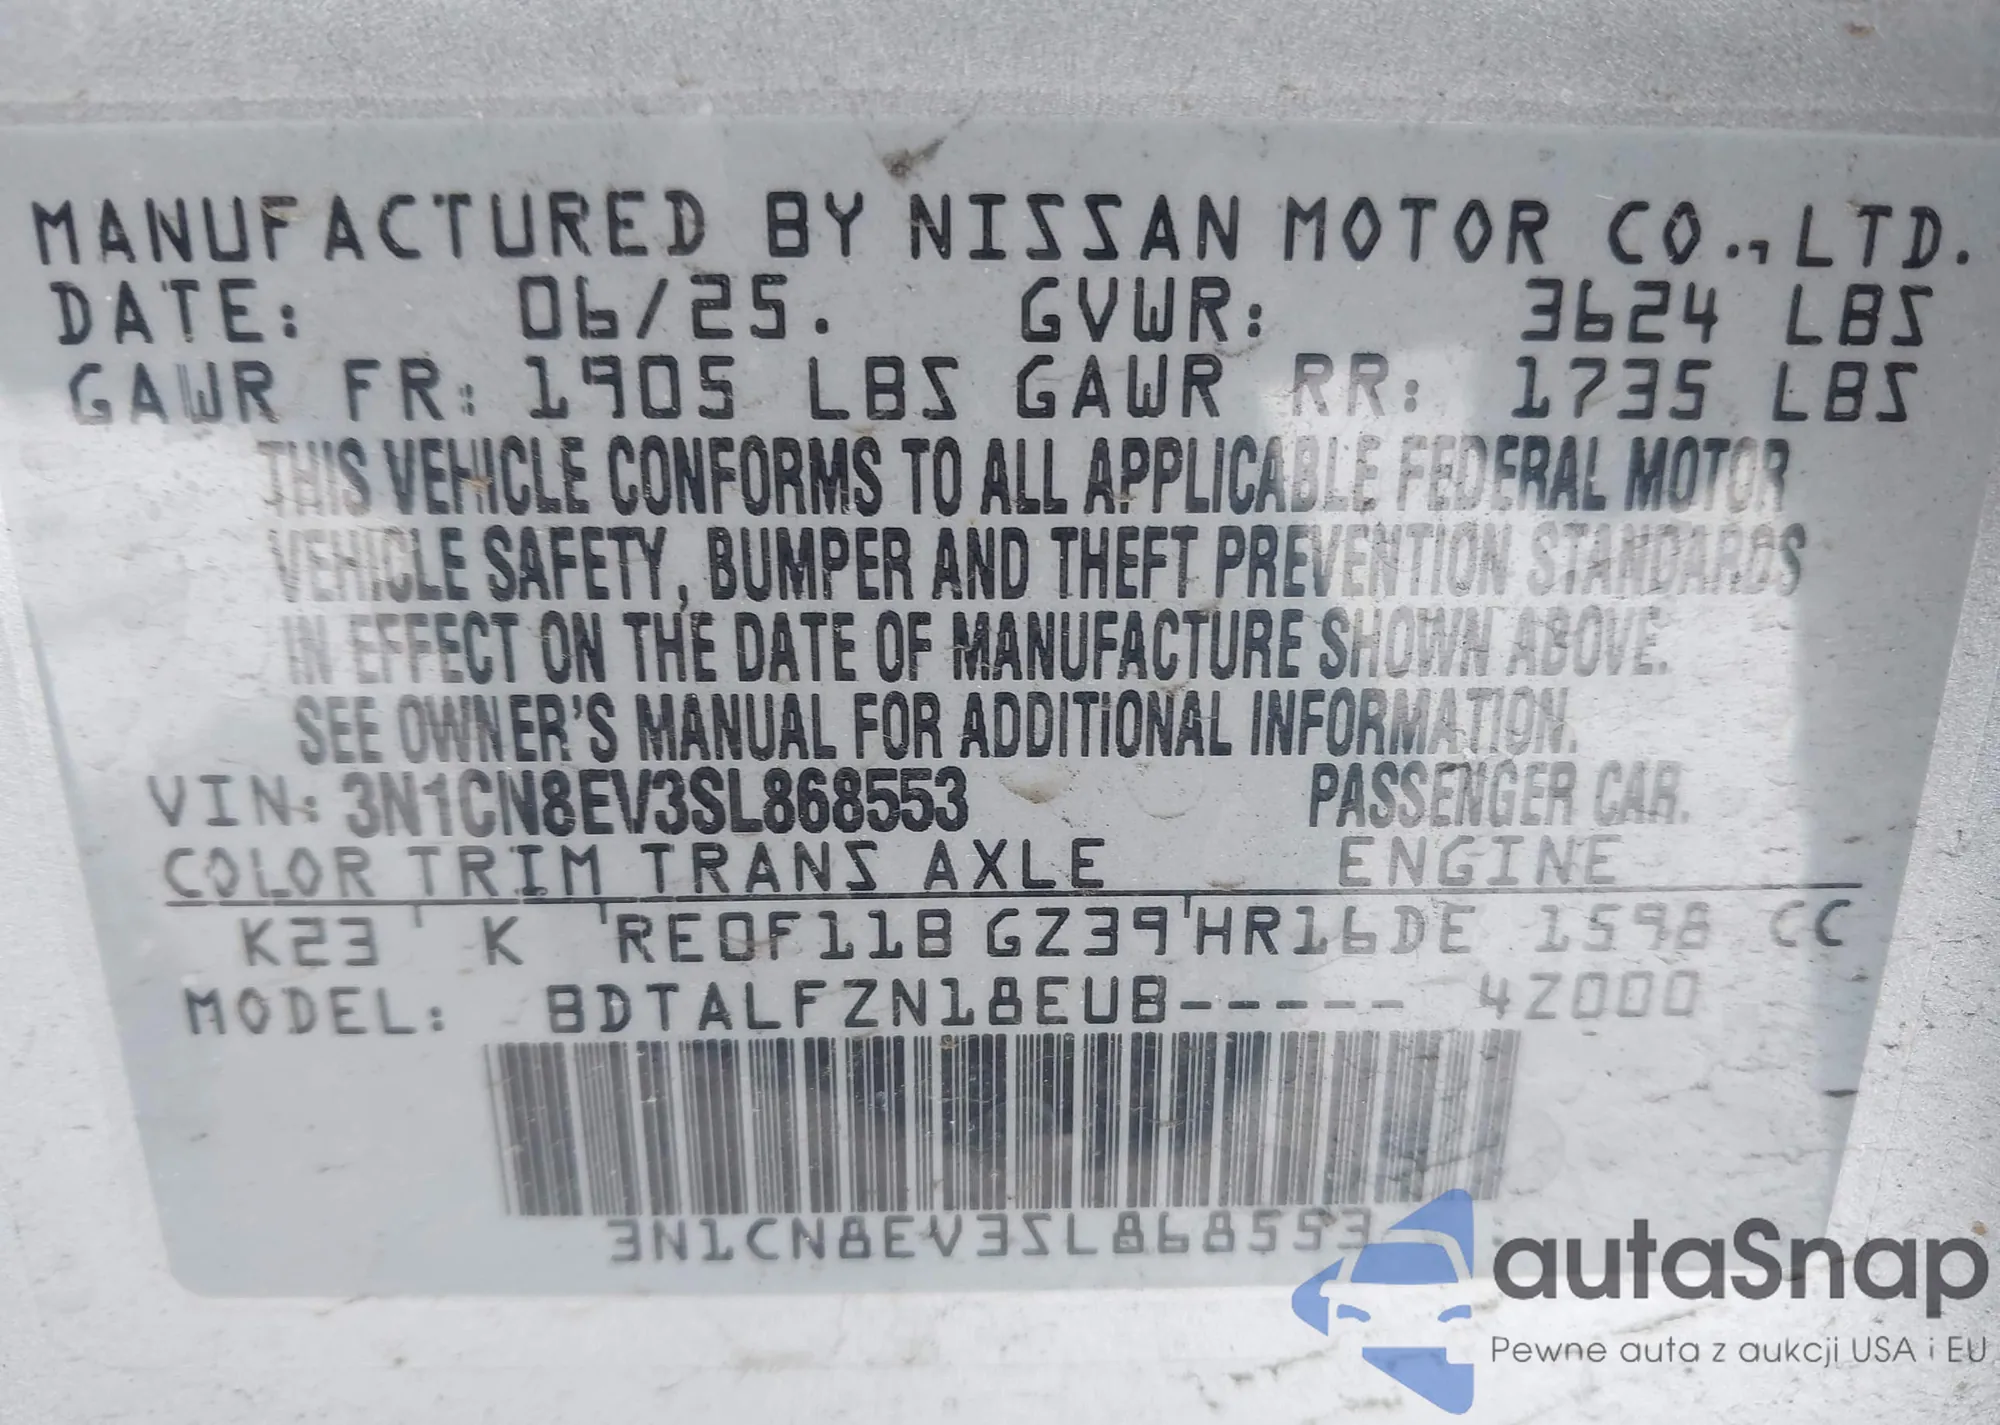 MANUFACTURED BY NISSAN MOTOR CO., LTD.
DATE: 06/25. GVWR: 3624 LBS
GAWR FR: 1905 LBS GAWR RR: 1735 LBS
THIS VEHICLE CONFORMS TO ALL APPLICABLE FEDERAL MOTOR
VEHICLE SAFETY, BUMPER AND THEFT PREVENTION STANDARDS
IN EFFECT ON THE DATE OF MANUFACTURE SHOWN ABOVE.
SEE OWNER'S MANUAL FOR ADDITIONAL INFORMATION.
VIN: 3N1CN8EV3SL868553 PASSENGER CAR.
COLOR TRIM TRANS AXLE ENGINE
K23 K RE0F11B GZ39 HR16DE 1598 CC
MODEL: BDTALFZN18EUB----- 4Z000
3N1CN8EV3SL868553
autaSnap
Pewne auta z aukcji USA i EU